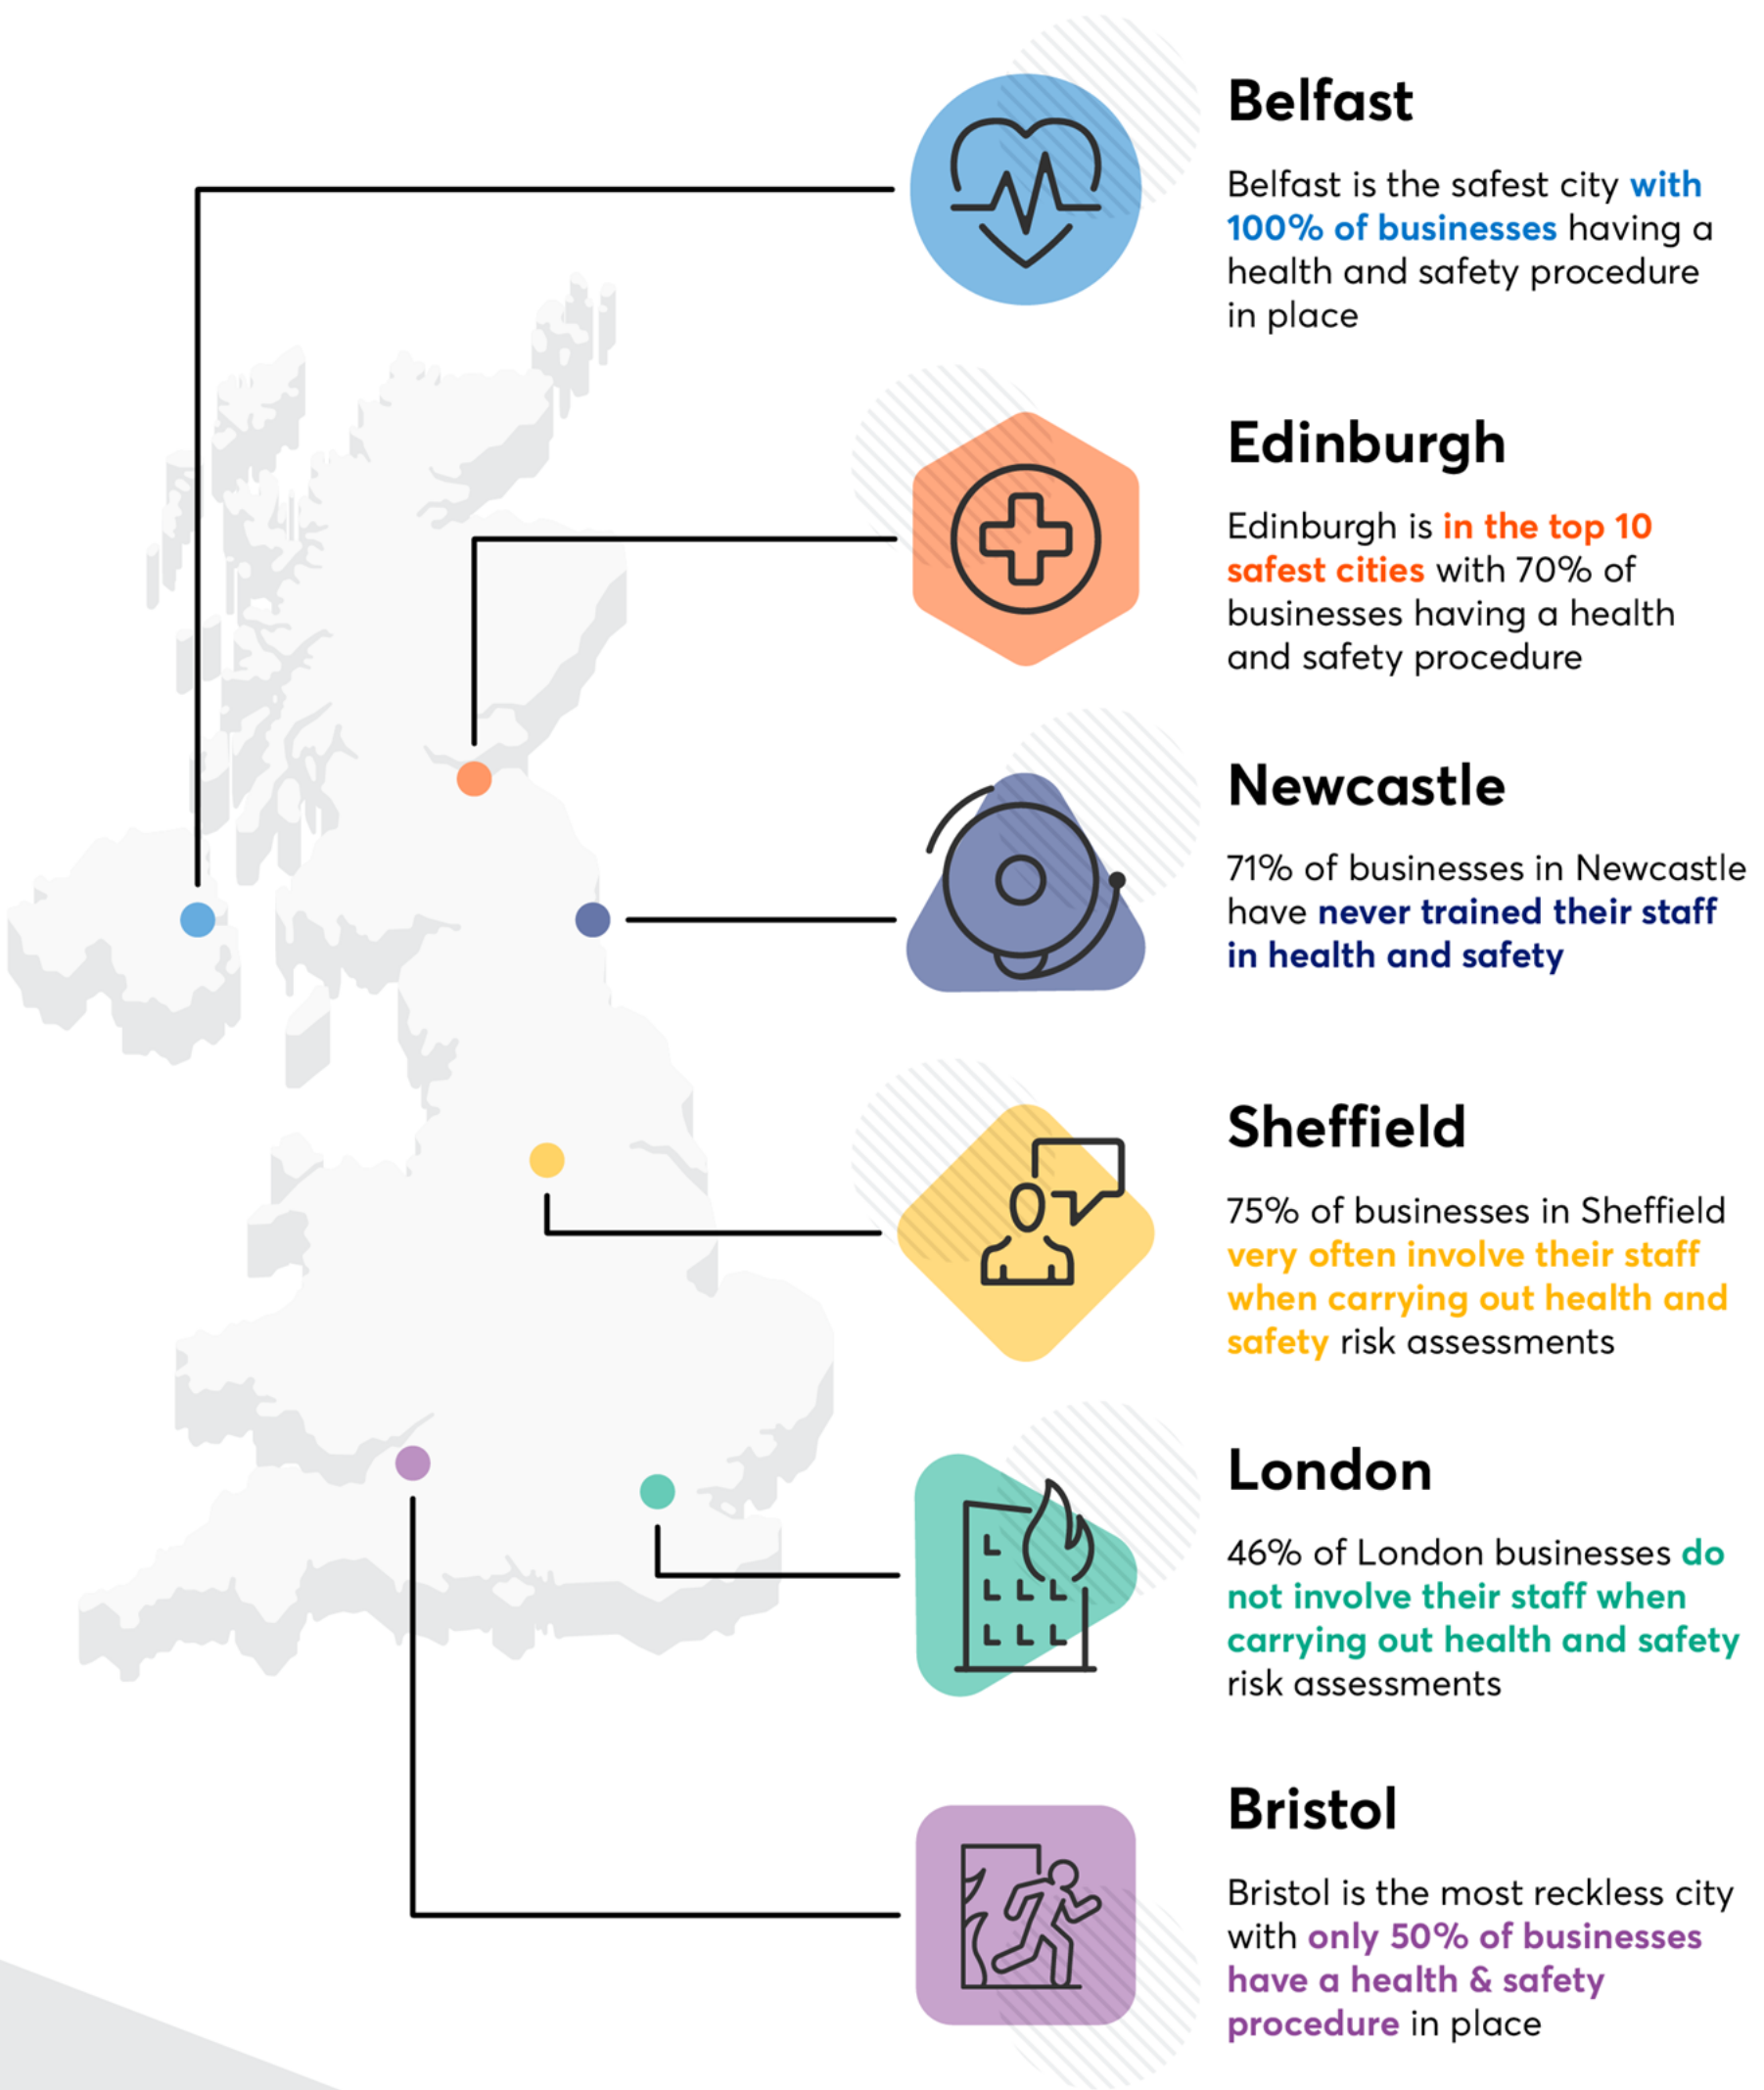 Belfast
Belfast is the safest city with
100% of businesses having a
health and safety procedure
in place
Edinburgh
Edinburgh is in the top 10
safest cities with 70% of
businesses having a health
and safety procedure
Newcastle
71% of businesses in Newcastle
have never trained their staff
in health and safety
Sheffield
75% of businesses in Sheffield
very often involve their staff
when carrying out health and
safety risk assessments
London
46% of London businesses do
not involve their staff when
carrying out health and safety
risk assessments
Bristol
Bristol is the most reckless city
with only 50% of businesses
have a health & safety
procedure in place